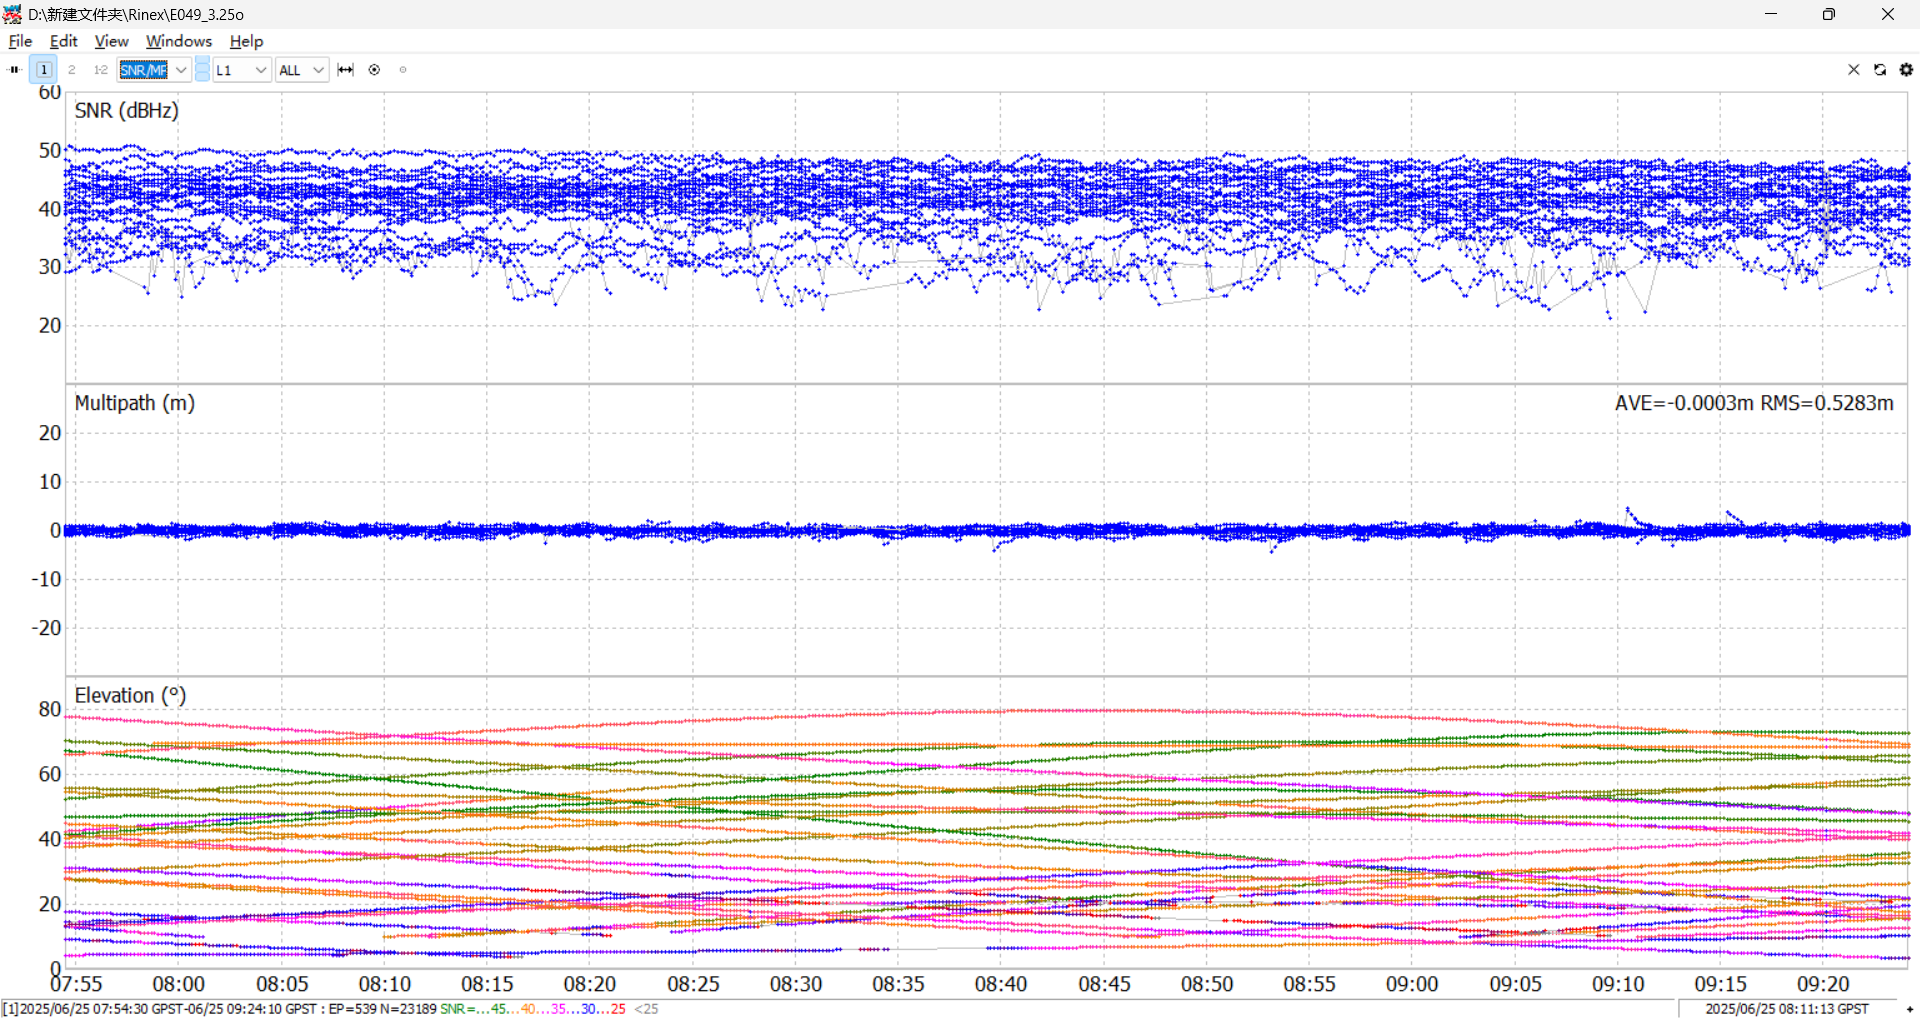 D:\新建文件夹\Rinex\E049_3.25o
File Edit View Windows Help
1 2 1-2 SNR/MP L1 ALL
SNR (dBHz)
60
50
40
30
20
Multipath (m) AVE=-0.0003m RMS=0.5283m
20
10
0
-10
-20
Elevation (°)
80
60
40
20
0
07:55 08:00 08:05 08:10 08:15 08:20 08:25 08:30 08:35 08:40 08:45 08:50 08:55 09:00 09:05 09:10 09:15 09:20
[1]2025/06/25 07:54:30 GPST-06/25 09:24:10 GPST : EP=539 N=23189 SNR=...45...40...35...30...25 <25 2025/06/25 08:11:13 GPST